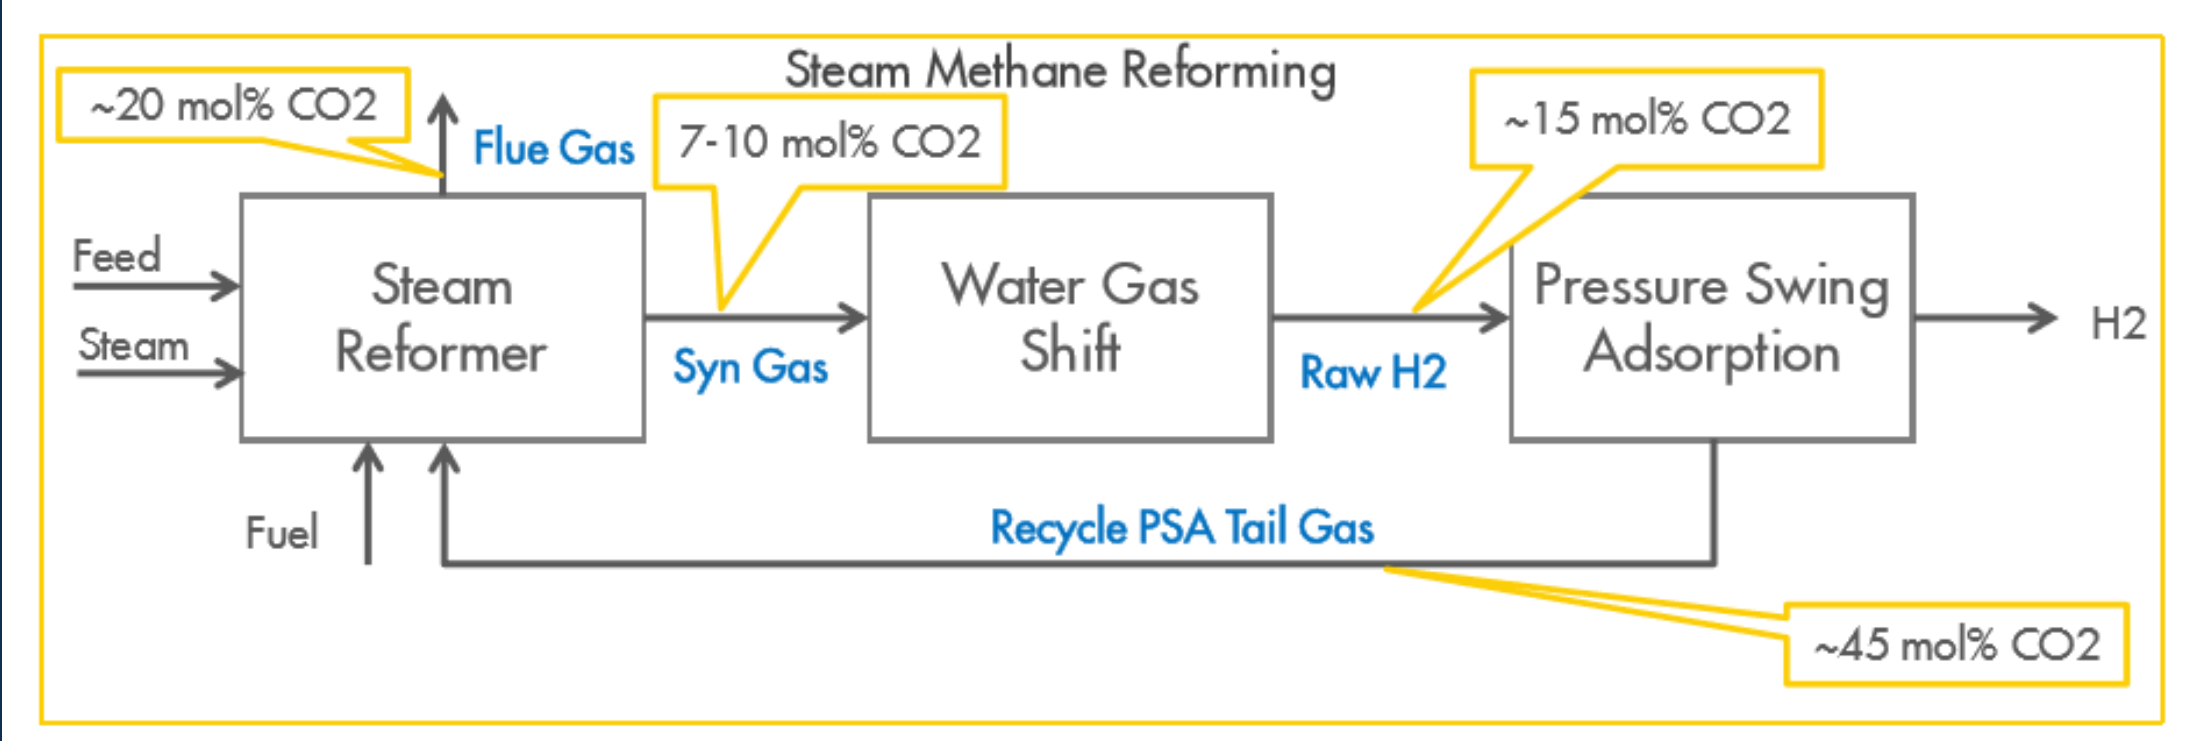 Steam Methane Reforming
~20 mol% CO2
Flue Gas
7-10 mol% CO2
~15 mol% CO2
Feed
Steam
Steam
Reformer
Syn Gas
Water Gas
Shift
Raw H2
Pressure Swing
Adsorption
H2
Fuel
Recycle PSA Tail Gas
~45 mol% CO2